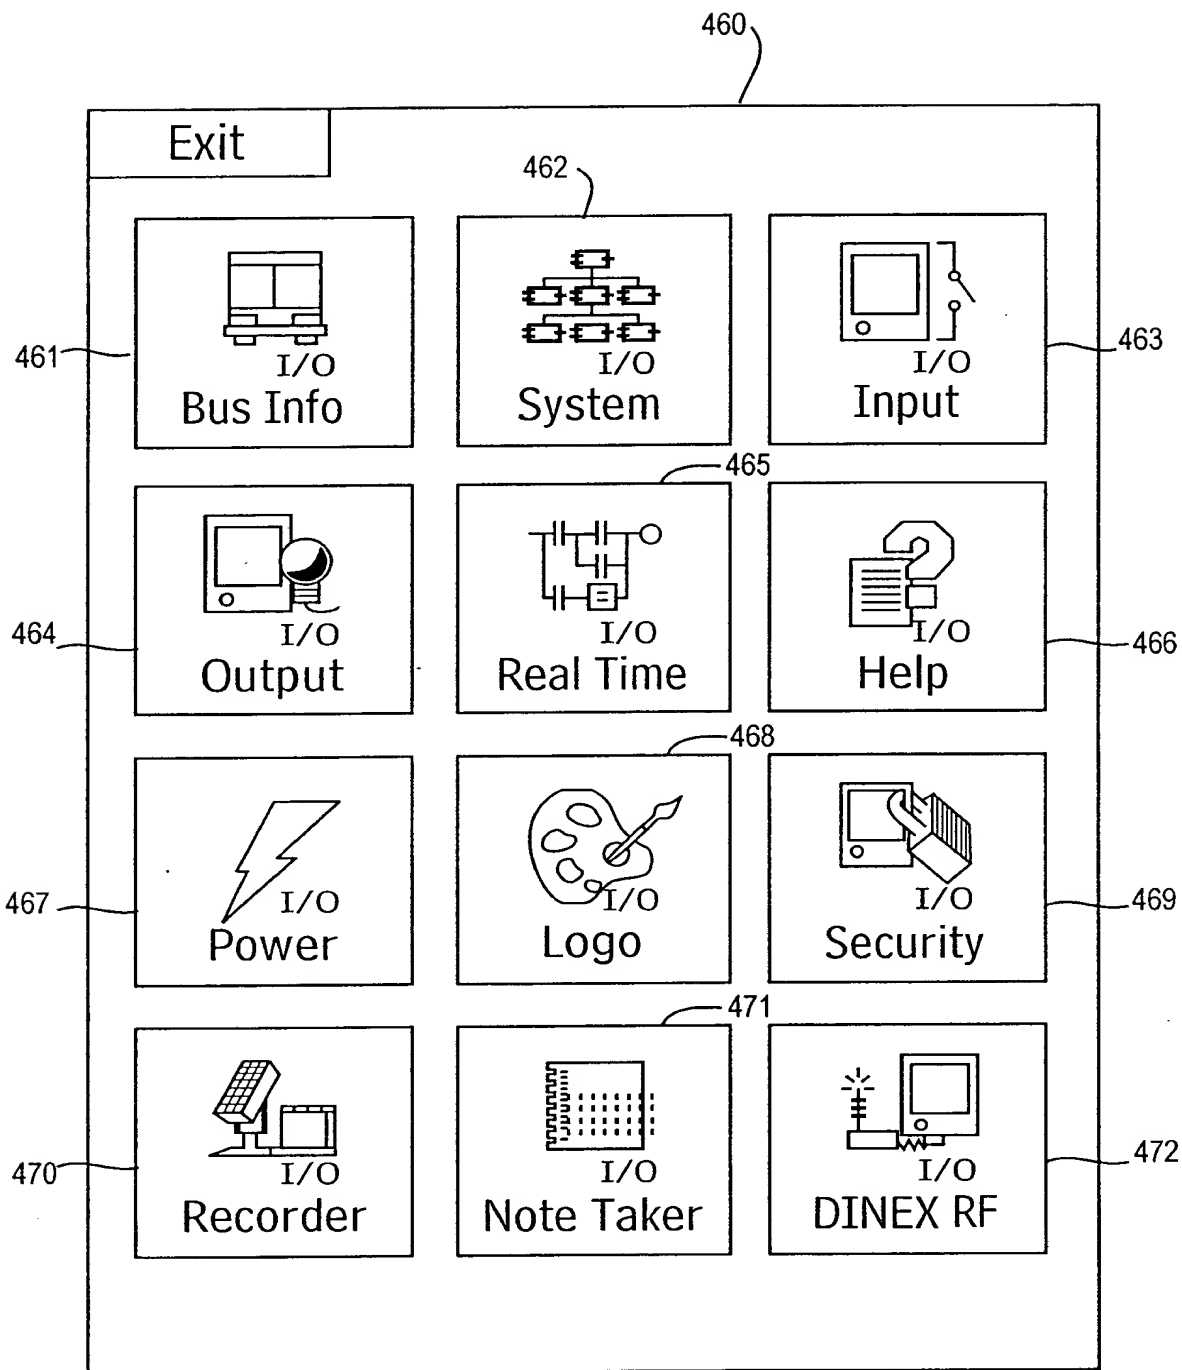 460
Exit
462
461
I/O
Bus Info
I/O
System
I/O
Input
463
465
464
I/O
Output
I/O
Real Time
I/O
Help
466
468
467
I/O
Power
I/O
Logo
I/O
Security
469
471
470
I/O
Recorder
I/O
Note Taker
I/O
DINEX RF
472